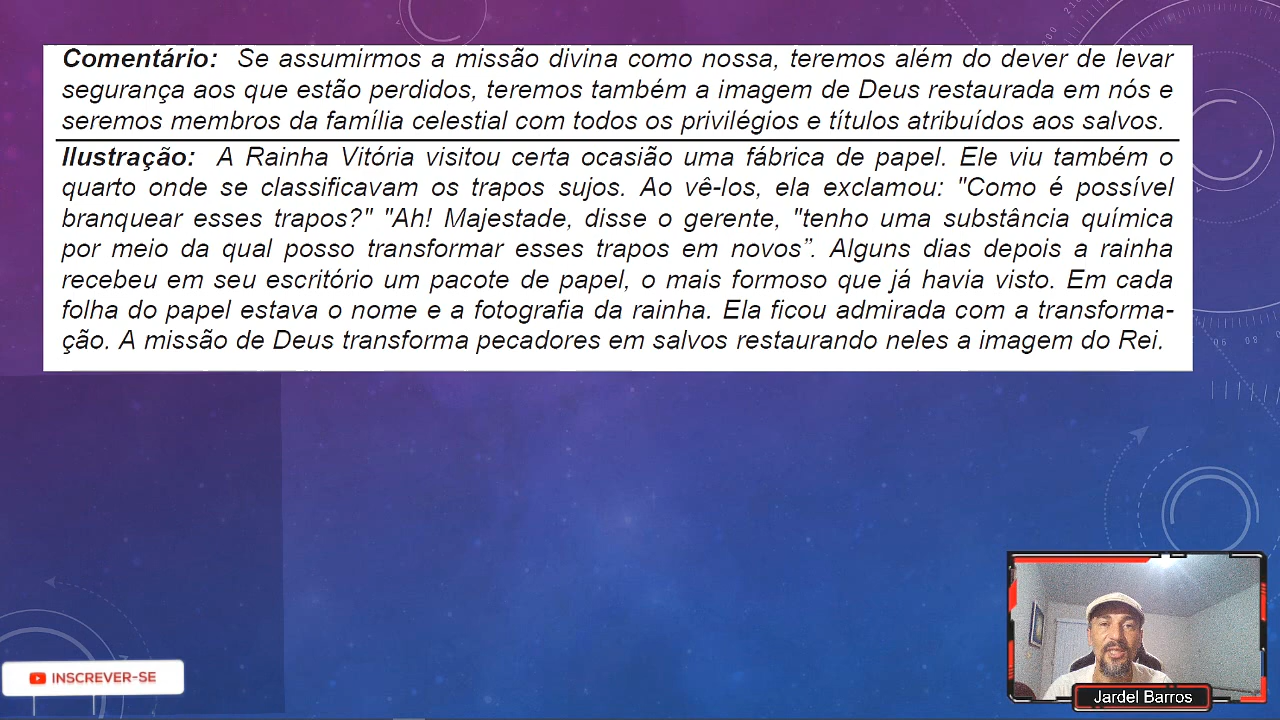 Comentário: Se assumirmos a missão divina como nossa, teremos além do dever de levar
segurança aos que estão perdidos, teremos também a imagem de Deus restaurada em nós e
seremos membros da família celestial com todos os privilégios e títulos atribuídos aos salvos.
Ilustração: A Rainha Vitória visitou certa ocasião uma fábrica de papel. Ele viu também o
quarto onde se classificavam os trapos sujos. Ao vê-los, ela exclamou: "Como é possível
branquear esses trapos?" "Ah! Majestade, disse o gerente, "tenho uma substância química
por meio da qual posso transformar esses trapos em novos”. Alguns dias depois a rainha
recebeu em seu escritório um pacote de papel, o mais formoso que já havia visto. Em cada
folha do papel estava o nome e a fotografia da rainha. Ela ficou admirada com a transforma-
ção. A missão de Deus transforma pecadores em salvos restaurando neles a imagem do Rei.
INSCREVER-SE
Jardel Barros